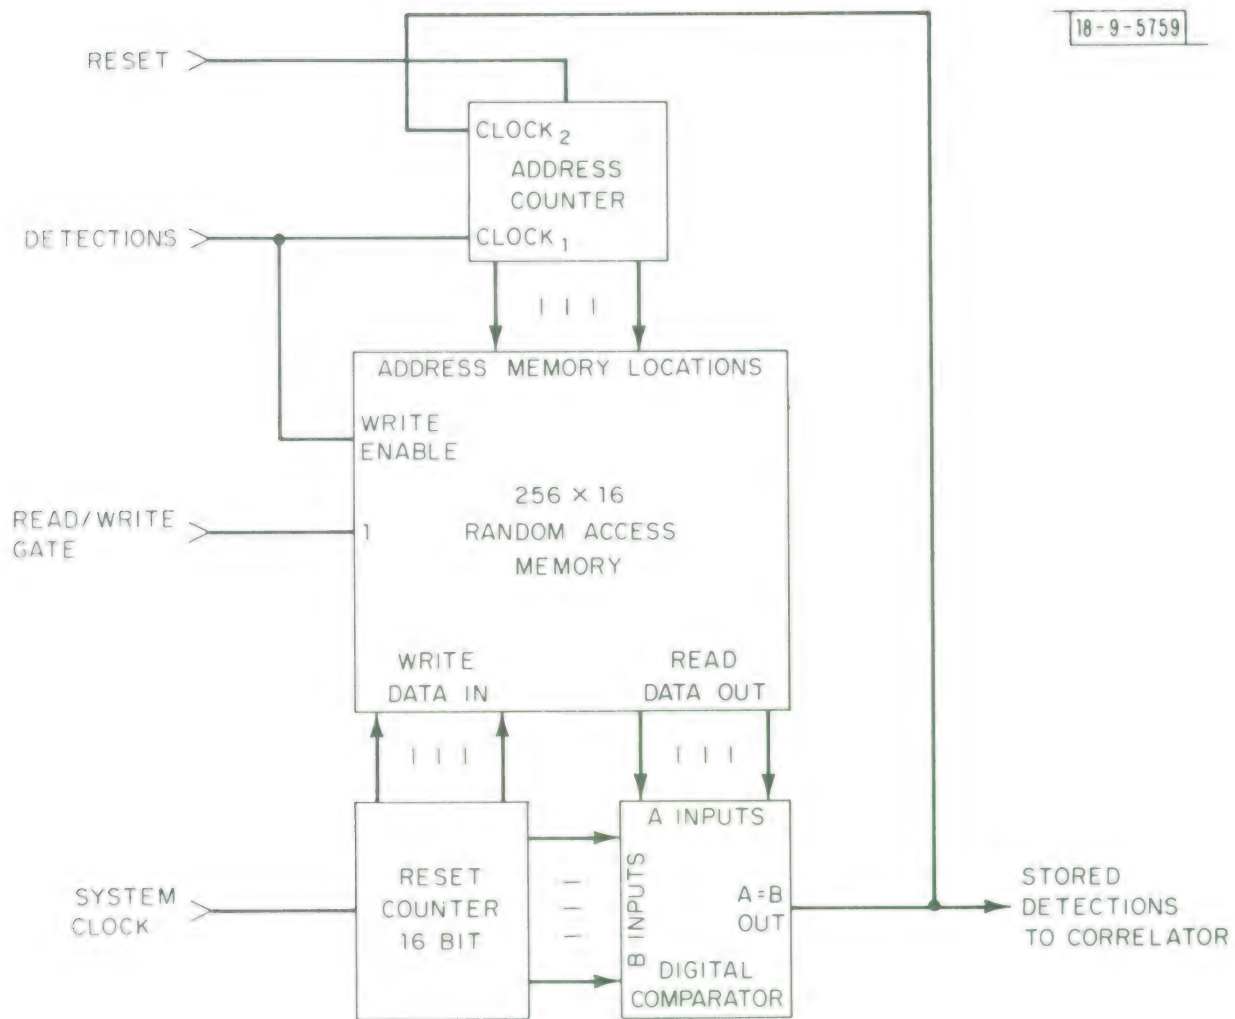 18-9-5759
RESET
CLOCK 2
ADDRESS
COUNTER
DETECTIONS
CLOCK 1
ADDRESS MEMORY LOCATIONS
WRITE
ENABLE
256 × 16
RANDOM ACCESS
MEMORY
READ/WRITE
GATE
1
WRITE
DATA IN
READ
DATA OUT
A INPUTS
B INPUTS
A=B
OUT
DIGITAL
COMPARATOR
RESET
COUNTER
16 BIT
SYSTEM
CLOCK
STORED
DETECTIONS
TO CORRELATOR